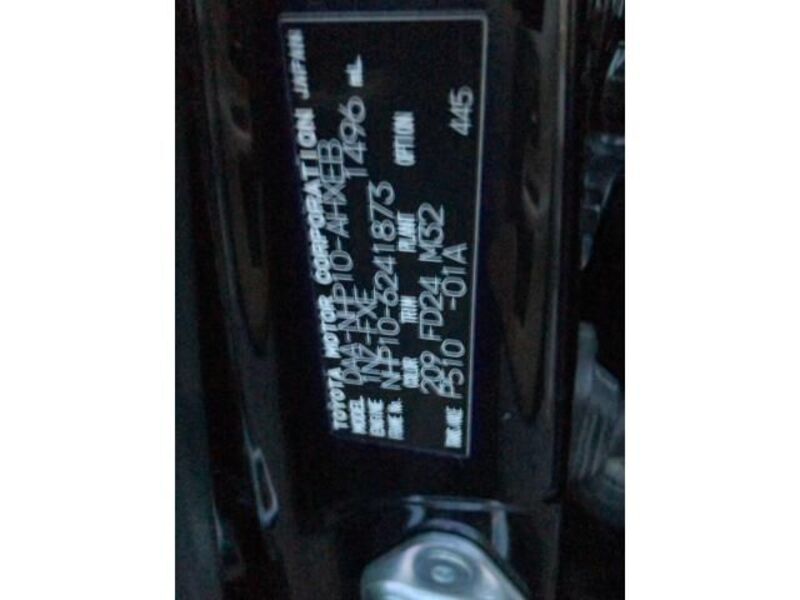 TOYOTA MOTOR CORPORATION JAPAN
MODEL DAA-NHP10-AHXEB
ENGINE 1NZ-FXE 1496 mL
FRAME No. NHP10-6241873
COLOR TRIM PLANT OPTION
209 FD24 M32 445
TRANS./AXLE P510 -01A